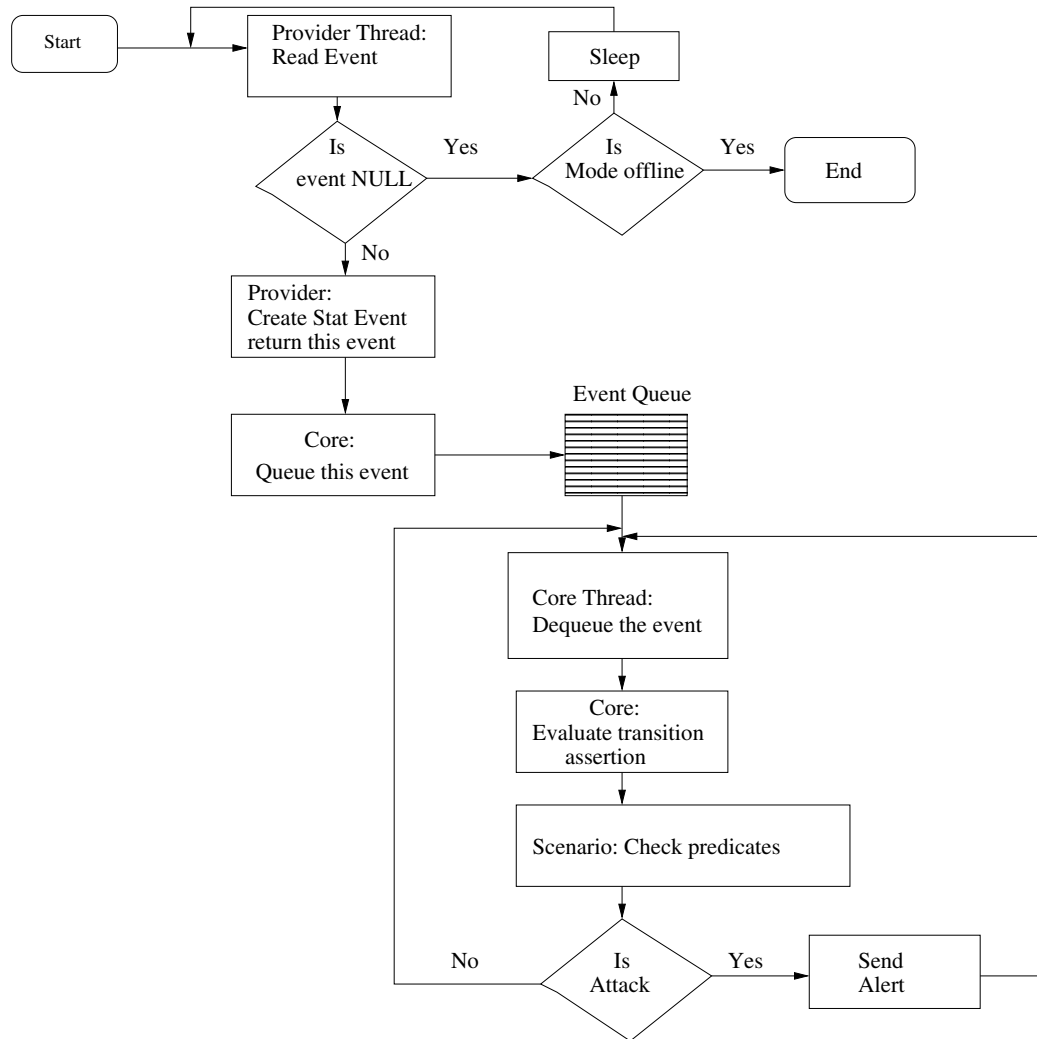 Start
Provider Thread:
Read Event
Sleep
No
Is
event NULL
Yes
Is
Mode offline
Yes
End
No
Provider:
Create Stat Event
return this event
Core:
Queue this event
Event Queue
Core Thread:
Dequeue the event
Core:
Evaluate transition
assertion
Scenario: Check predicates
No
Is
Attack
Yes
Send
Alert